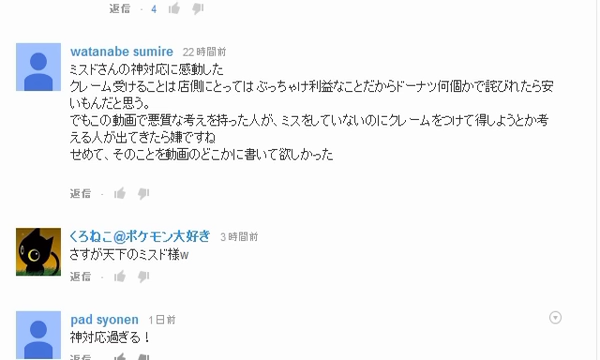 返信 · 4
watanabe sumire 22 時間前
ミスドさんの神対応に感動した
クレーム受けることは店側にとっては ぶっちゃけ利益なことだからドーナツ何個かで詫びれたら安
いもんだと思う。
でもこの動画で悪質な考えを持った人が、ミスをしていないのにクレームをつけて得しようとか考
える人が出てきたら嫌ですね
せめて、そのことを動画のどこかに書いて欲しかった
返信 ·
くろねこ@ポケモン大好き 3 時間前
さすが天下のミスド様w
返信 ·
pad syonen 1 日前
神対応過ぎる！
返信 ·